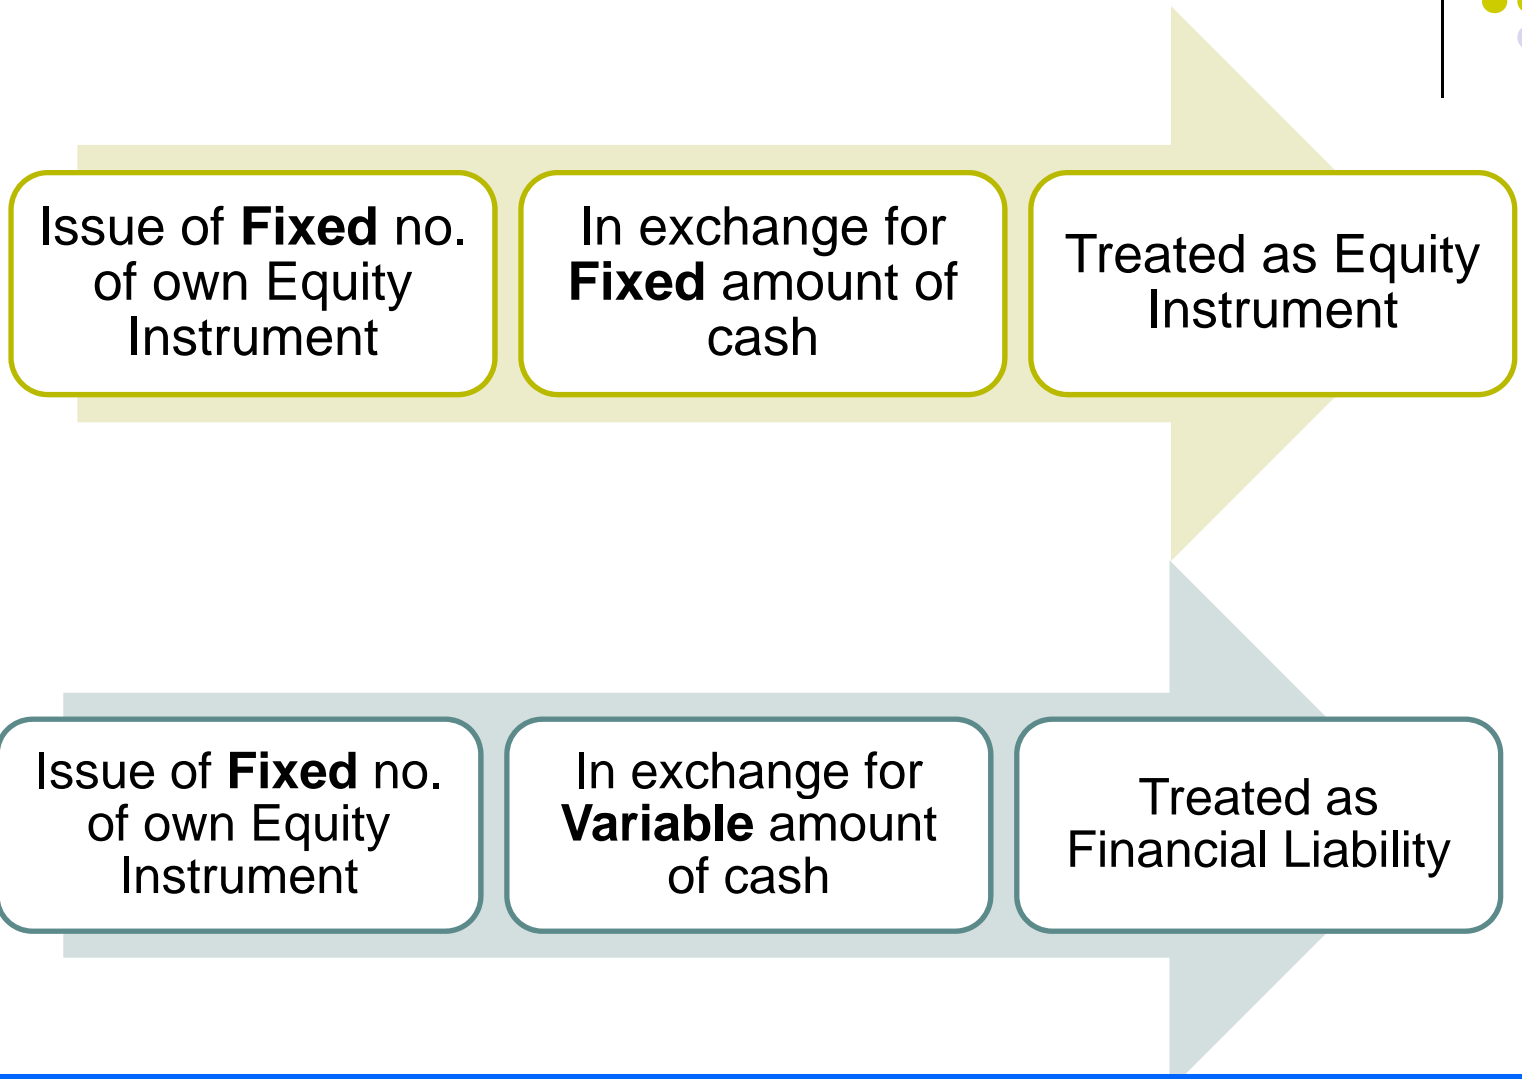 Issue of Fixed no.
of own Equity
Instrument
In exchange for
Fixed amount of
cash
Treated as Equity
Instrument
Issue of Fixed no.
of own Equity
Instrument
In exchange for
Variable amount
of cash
Treated as
Financial Liability